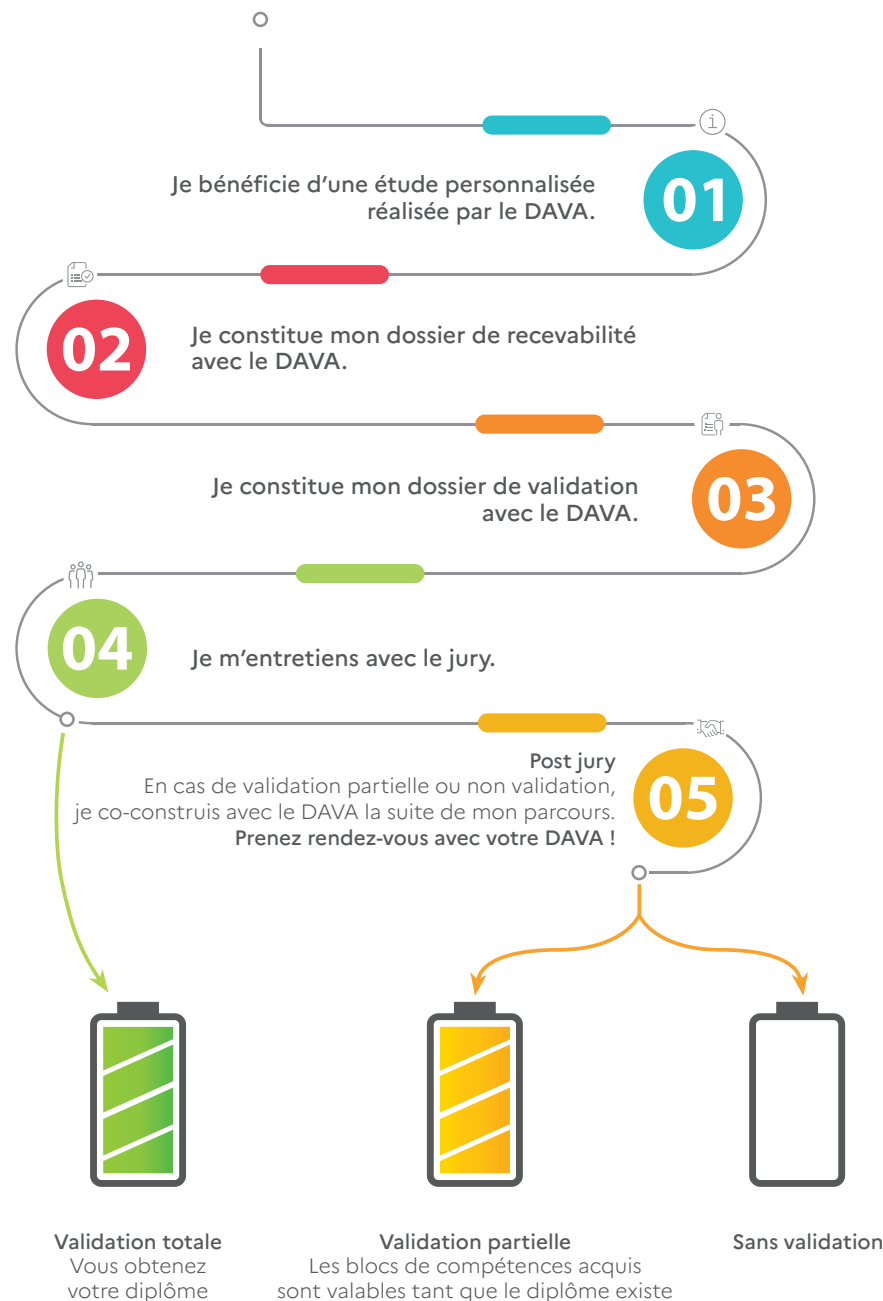 01
Je bénéficie d'une étude personnalisée
réalisée par le DAVA.
02
Je constitue mon dossier de recevabilité
avec le DAVA.
03
Je constitue mon dossier de validation
avec le DAVA.
04
Je m'entretiens avec le jury.
05
Post jury
En cas de validation partielle ou non validation,
je co-construis avec le DAVA la suite de mon parcours.
Prenez rendez-vous avec votre DAVA !
Validation totale
Vous obtenez
votre diplôme
Validation partielle
Les blocs de compétences acquis
sont valables tant que le diplôme existe
Sans validation